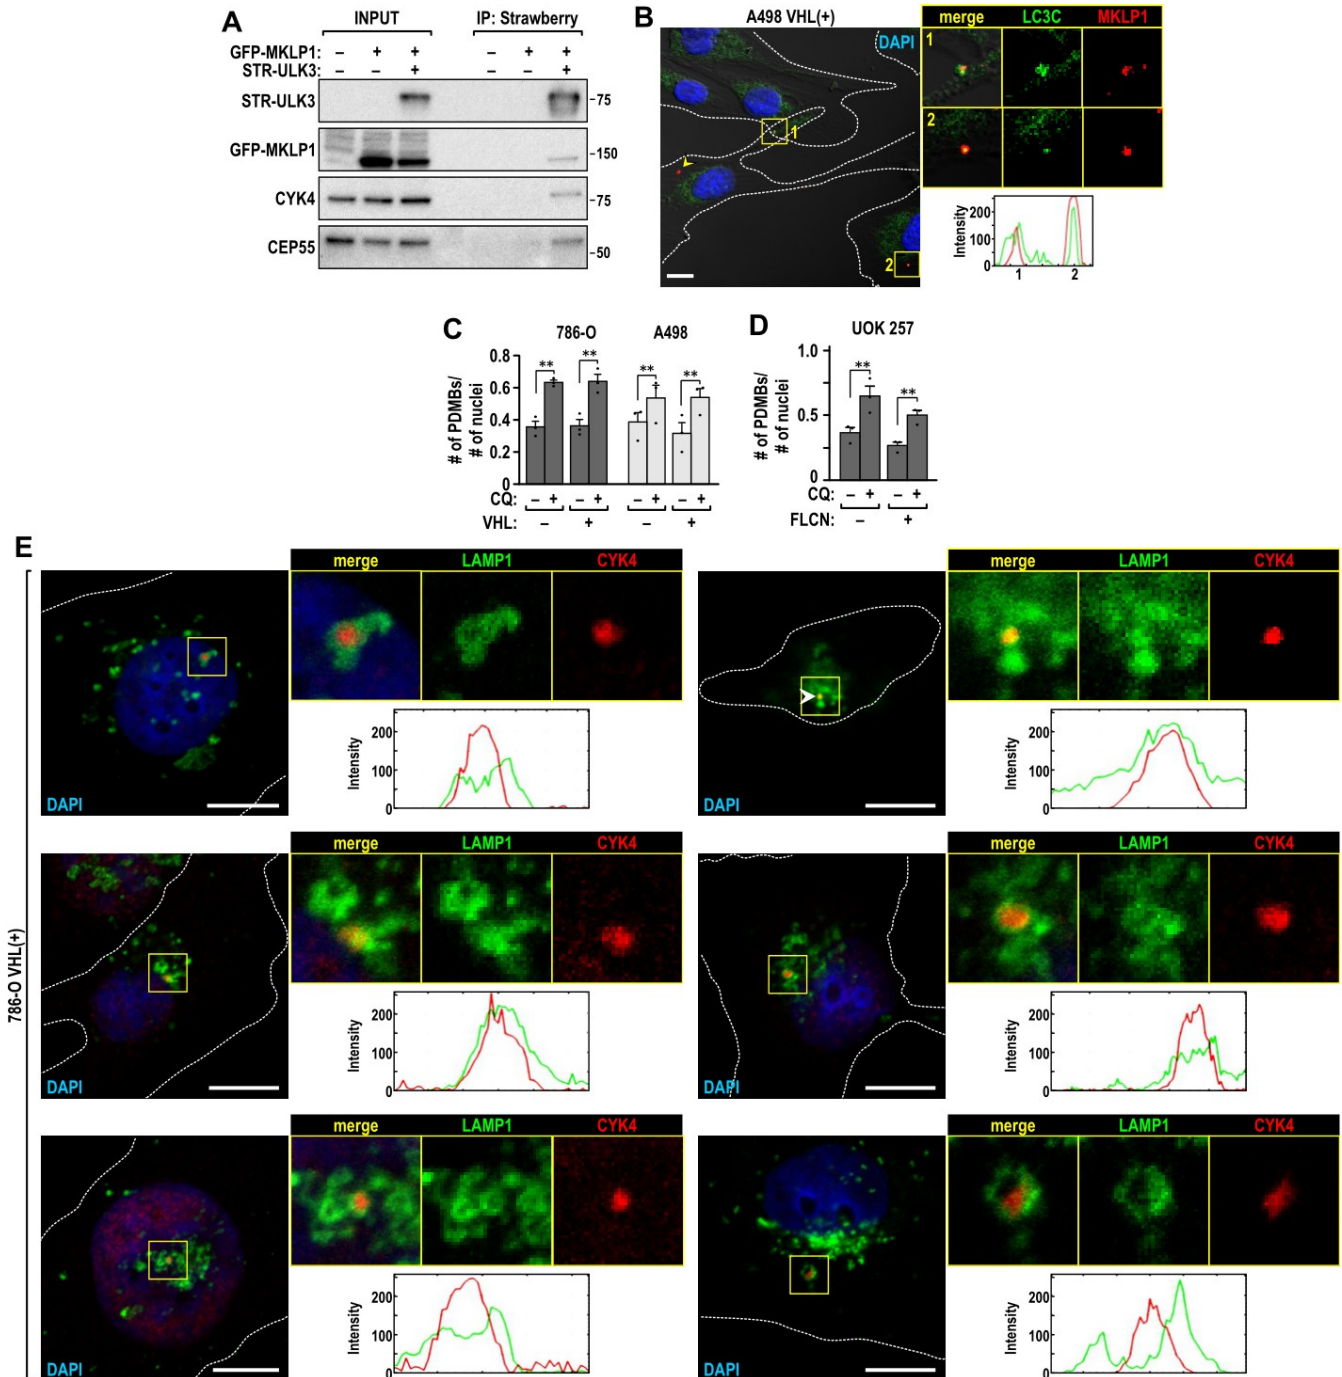 A
INPUT
IP: Strawberry
GFP-MKLP1: – + + – + +
STR-ULK3: – – + – – +
STR-ULK3
-75
GFP-MKLP1
-150
CYK4
-75
CEP55
-50
B
A498 VHL(+)
DAPI
1
2
merge LC3C MKLP1
1
2
Intensity
200
100
0
1 2
C
786-O A498
# of PDMBs/
# of nuclei
0.8
0.6
0.4
0.2
0
** ** ** **
CQ: – + – + – + – +
VHL: – + – +
D
UOK 257
# of PDMBs/
# of nuclei
1.0
0.5
0
** **
CQ: – + – +
FLCN: – +
E
786-O VHL(+)
DAPI
merge LAMP1 CYK4
Intensity
200
100
0
DAPI
merge LAMP1 CYK4
Intensity
200
100
0
DAPI
merge LAMP1 CYK4
Intensity
200
100
0
DAPI
merge LAMP1 CYK4
Intensity
200
100
0
DAPI
merge LAMP1 CYK4
Intensity
200
100
0
DAPI
merge LAMP1 CYK4
Intensity
200
100
0